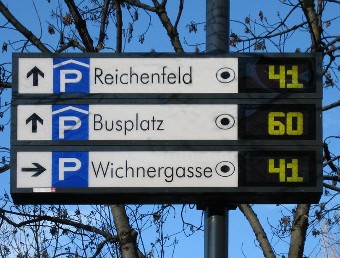 P Reichenfeld 41
P Busplatz 60
P Wichnergasse 41